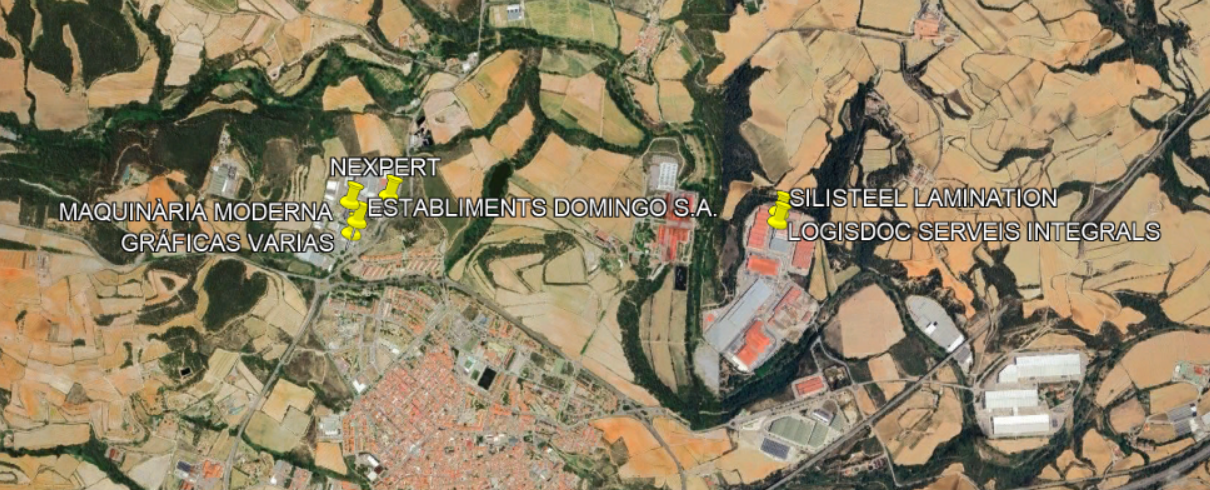 NEXPERT
MAQUINÀRIA MODERNA
ESTABLIMENTS DOMINGO S.A.
GRÁFICAS VARIAS
SILISTEEL LAMINATION
LOGISDOC SERVEIS INTEGRALS